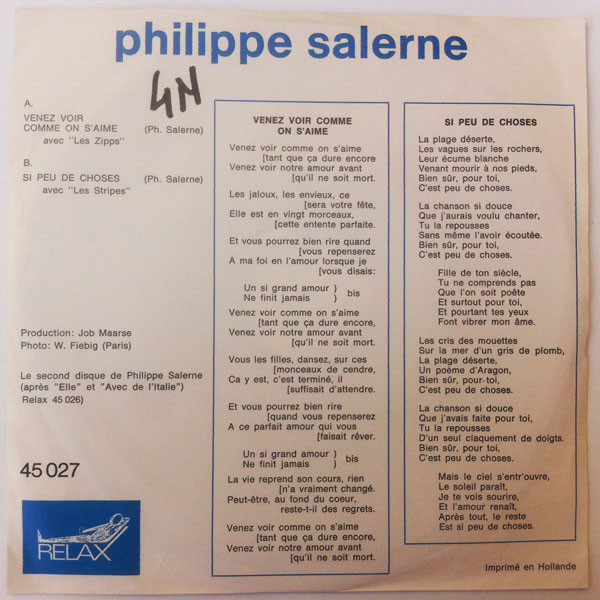 philippe salerne
4N
A.
VENEZ VOIR
COMME ON S'AIME (Ph. Salerne)
avec "Les Zipps"
B.
SI PEU DE CHOSES (Ph. Salerne)
avec "Les Stripes"
Production: Job Maarse
Photo: W. Fiebig (Paris)
Le second disque de Philippe Salerne
(après "Elle" et "Avec de l'Italie")
Relax 45 026)
45 027
RELAX
VENEZ VOIR COMME
ON S'AIME
Venez voir comme on s'aime
[tant que ça dure encore
Venez voir notre amour avant
[qu'il ne soit mort.
Les jaloux, les envieux, ce
[sera votre fête,
Elle est en vingt morceaux,
[cette entente parfaite.
Et vous pourrez bien rire quand
[vous repenserez
A ma foi en l'amour lorsque je
[vous disais:
Un si grand amour ) bis
Ne finit jamais )
Venez voir comme on s'aime
[tant que ça dure encore,
Venez voir notre amour avant
[qu'il ne soit mort.
Vous les filles, dansez, sur ces
[monceaux de cendre,
Ca y est, c'est terminé, il
[suffisait d'attendre.
Et vous pourrez bien rire
[quand vous repenserez
A ce parfait amour qui vous
[faisait rêver.
Un si grand amour ) bis
Ne finit jamais )
La vie reprend son cours, rien
[n'a vraiment changé.
Peut-être, au fond du coeur,
reste-t-il des regrets.
Venez voir comme on s'aime
[tant que ça dure encore,
Venez voir notre amour avant
[qu'il ne soit mort.
SI PEU DE CHOSES
La plage déserte,
Les vagues sur les rochers,
Leur écume blanche
Venant mourir à nos pieds,
Bien sûr, pour toi,
C'est peu de choses.
La chanson si douce
Que j'aurais voulu chanter,
Tu la repousses
Sans même l'avoir écoutée.
Bien sûr, pour toi,
C'est peu de choses.
Fille de ton siècle,
Tu ne comprends pas
Que l'on soit poête
Et surtout pour toi,
Et pourtant tes yeux
Font vibrer mon âme.
Les cris des mouettes
Sur la mer d'un gris de plomb,
La plage déserte,
Un poème d'Aragon,
Bien sûr, pour toi,
C'est peu de choses.
La chanson si douce
Que j'avais faite pour toi,
Tu la repousses
D'un seul claquement de doigts.
Bien sûr, pour toi,
C'est peu de choses.
Mais le ciel s'entr'ouvre,
Le soleil paraît,
Je te vois sourire,
Et l'amour renaît,
Après tout, le reste
Est si peu de choses.
Imprimé en Hollande